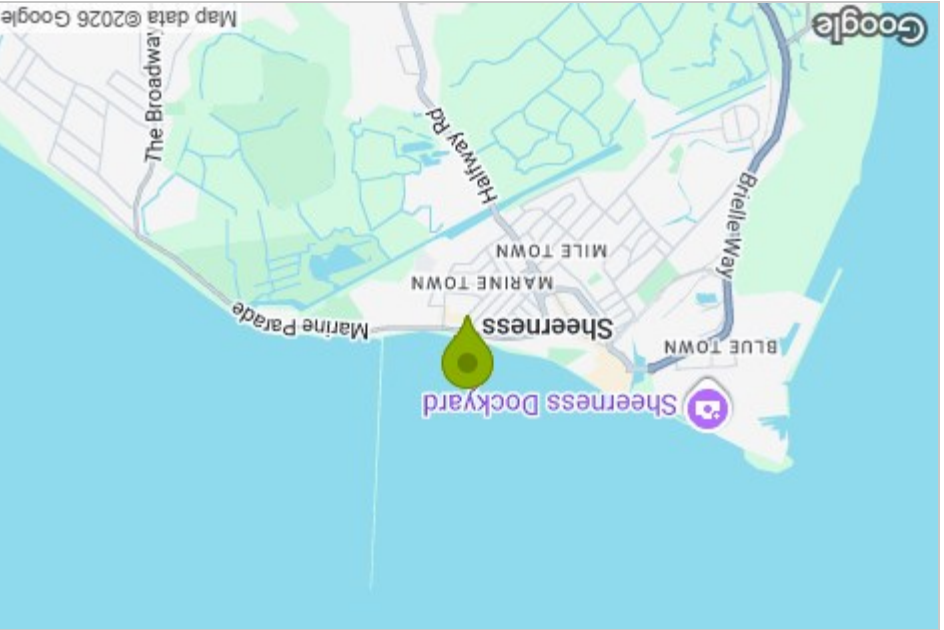 Sheerness Dockyard
BLUE TOWN
Sheerness
Marine Parade
MARINE TOWN
MILE TOWN
Brielle Way
Halfway Rd
The Broadway
Google
Map data ©2026 Google